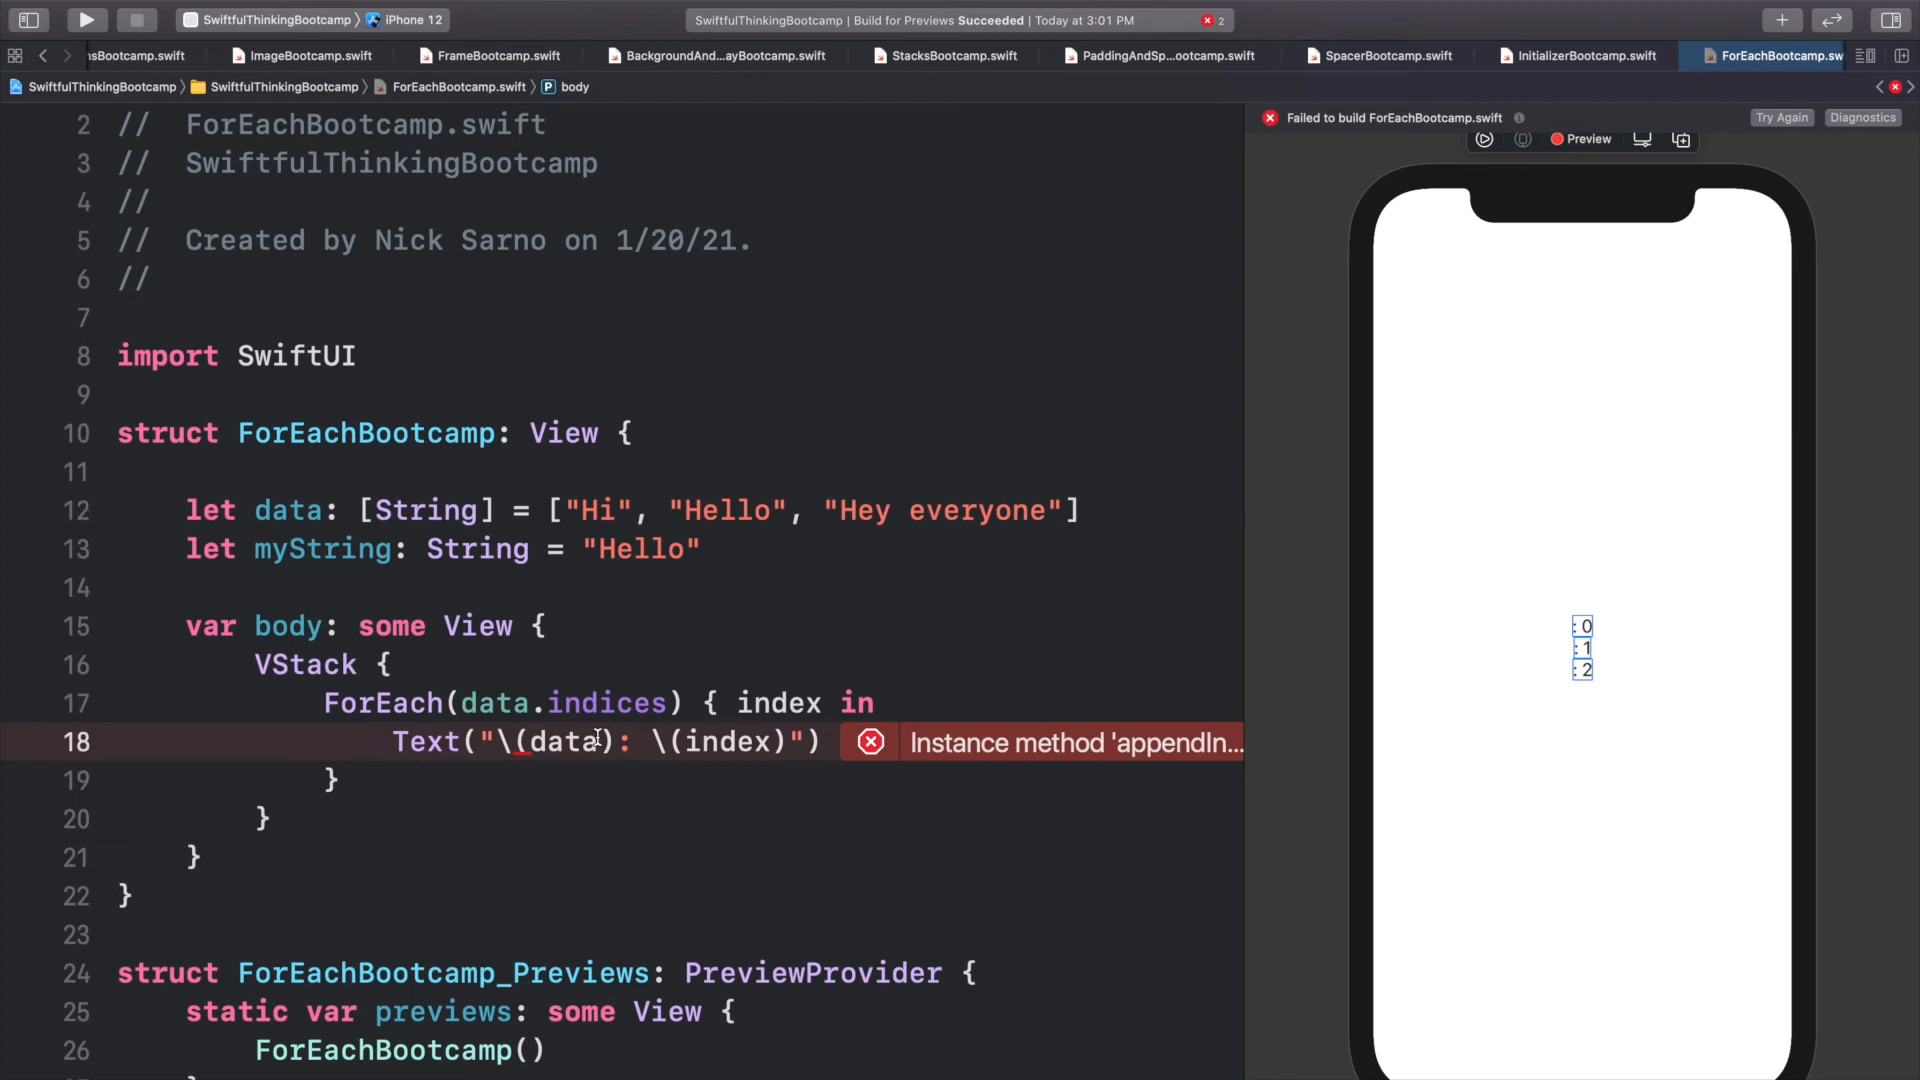 SwiftfulThinkingBootcamp 〉 iPhone 12
SwiftfulThinkingBootcamp | Build for Previews Succeeded | Today at 3:01 PM
2
nsBootcamp.swift
ImageBootcamp.swift
FrameBootcamp.swift
BackgroundAnd...ayBootcamp.swift
StacksBootcamp.swift
PaddingAndSp...ootcamp.swift
SpacerBootcamp.swift
InitializerBootcamp.swift
ForEachBootcamp.sw
SwiftfulThinkingBootcamp 〉 SwiftfulThinkingBootcamp 〉 ForEachBootcamp.swift 〉 P body
2 //  ForEachBootcamp.swift
3 //  SwiftfulThinkingBootcamp
4 //
5 //  Created by Nick Sarno on 1/20/21.
6 //
7
8 import SwiftUI
9
10 struct ForEachBootcamp: View {
11
12     let data: [String] = ["Hi", "Hello", "Hey everyone"]
13     let myString: String = "Hello"
14
15     var body: some View {
16         VStack {
17             ForEach(data.indices) { index in
18                 Text("\(data): \(index)")
Instance method 'appendIn...
19             }
20         }
21     }
22 }
23
24 struct ForEachBootcamp_Previews: PreviewProvider {
25     static var previews: some View {
26         ForEachBootcamp()
Failed to build ForEachBootcamp.swift
Try Again
Diagnostics
Preview
: 0
: 1
: 2